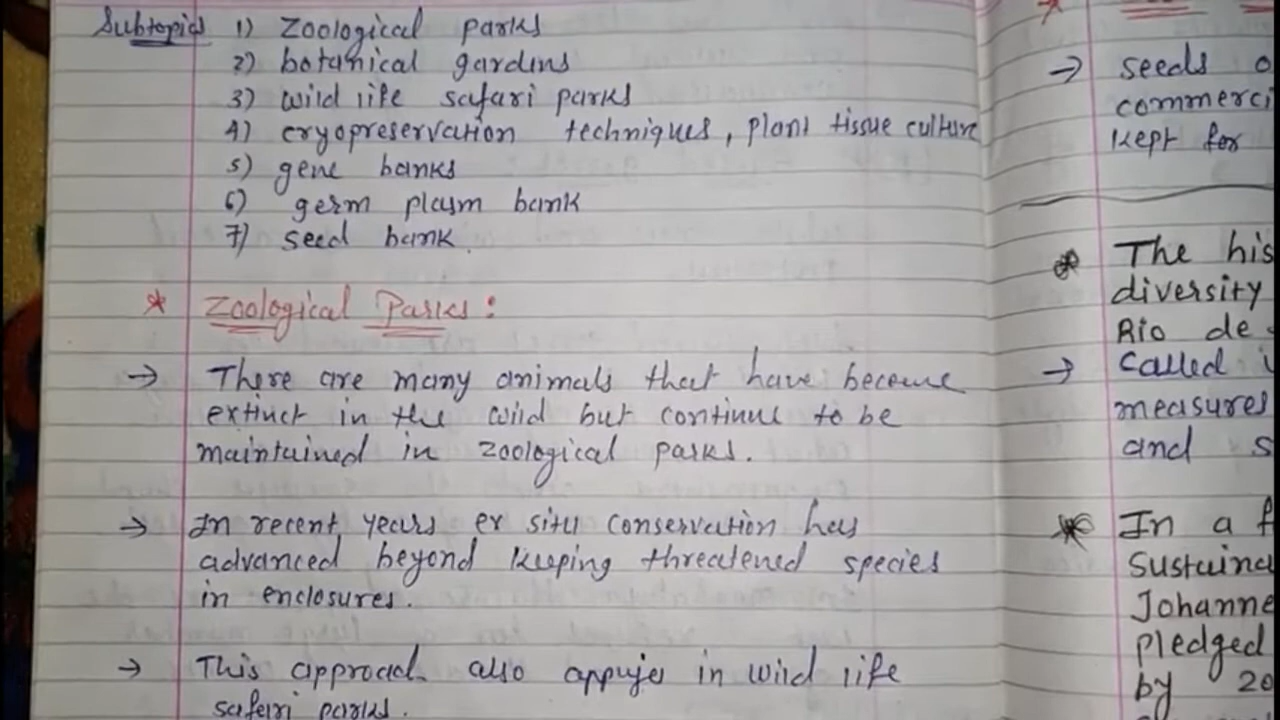 Subtopics 1) Zoological parks
2) botanical gardens
3) wild life safari parks
4) cryopreservation techniques, plant tissue culture
5) gene banks
6) germ plasm bank
7) seed bank.
* Zoological Parks:
→ There are many animals that have become
extinct in the wild but continue to be
maintained in zoological parks.
→ In recent years ex situ conservation has
advanced beyond keeping threatened species
in enclosures.
→ This approach also applies in wild life
safari parks.
→ seeds o
commerci
kept for
* The his
diversity
Rio de
→ called
measures
and s
* In a f
Sustaina
Johanne
pledged
by 20